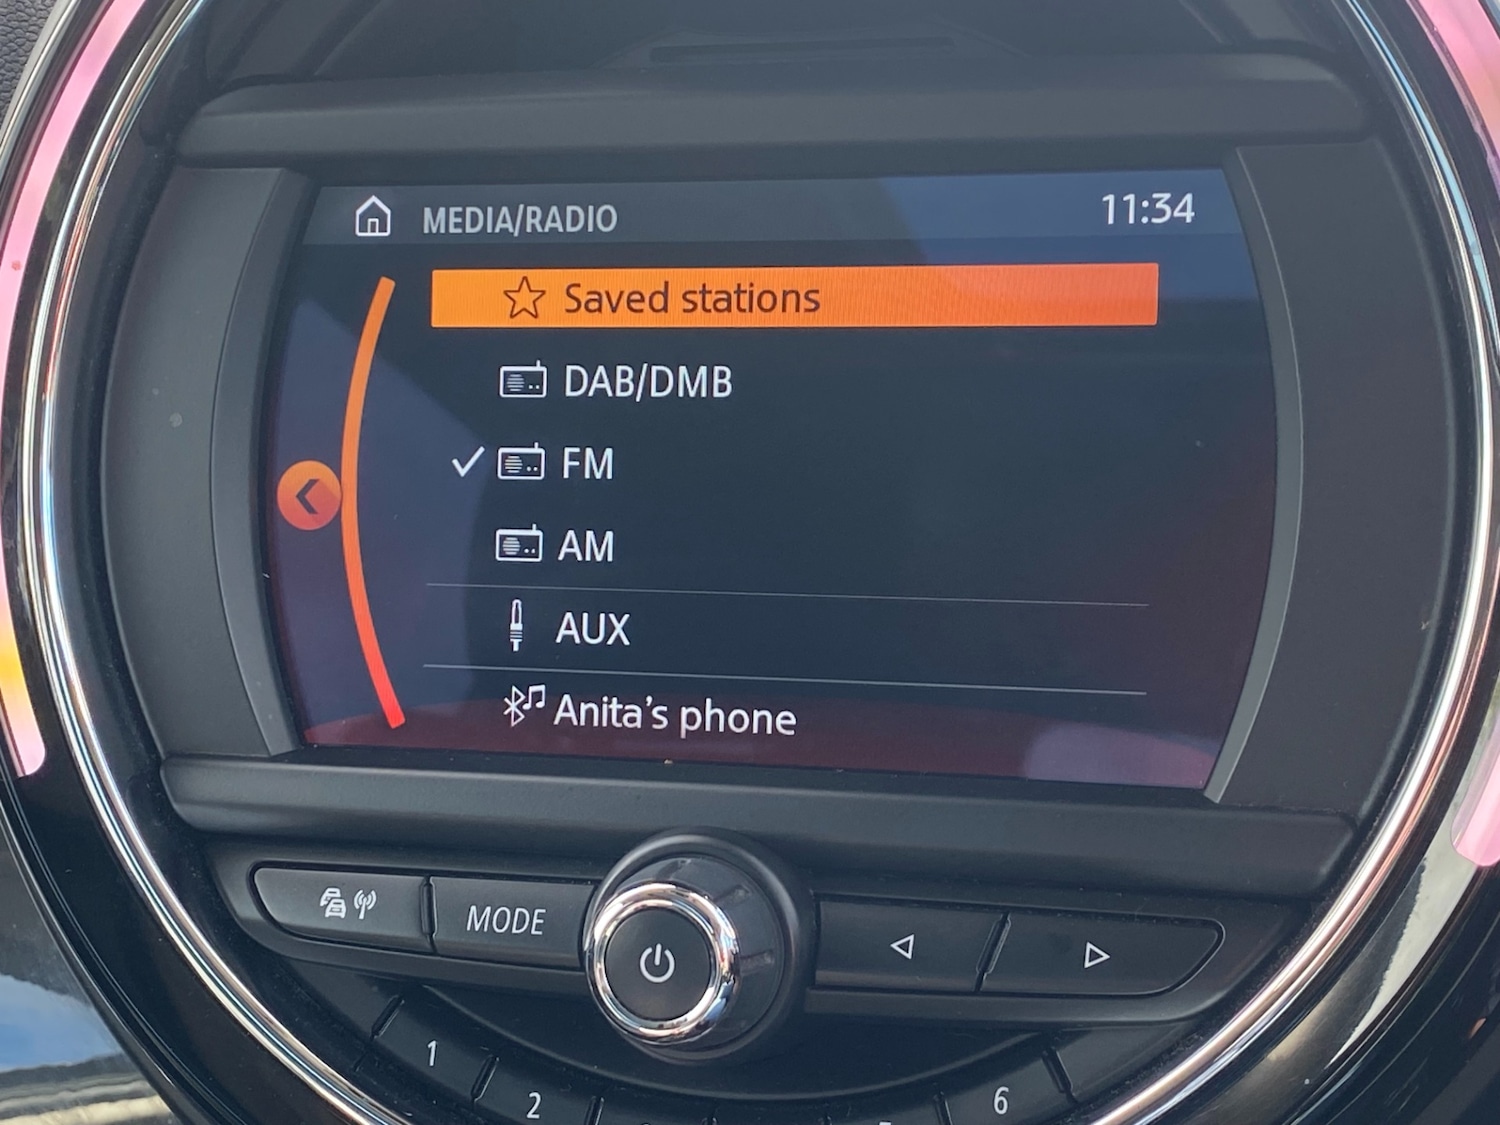 MEDIA/RADIO 11:34
Saved stations
DAB/DMB
FM
AM
AUX
Anita's phone
MODE
1
2
6